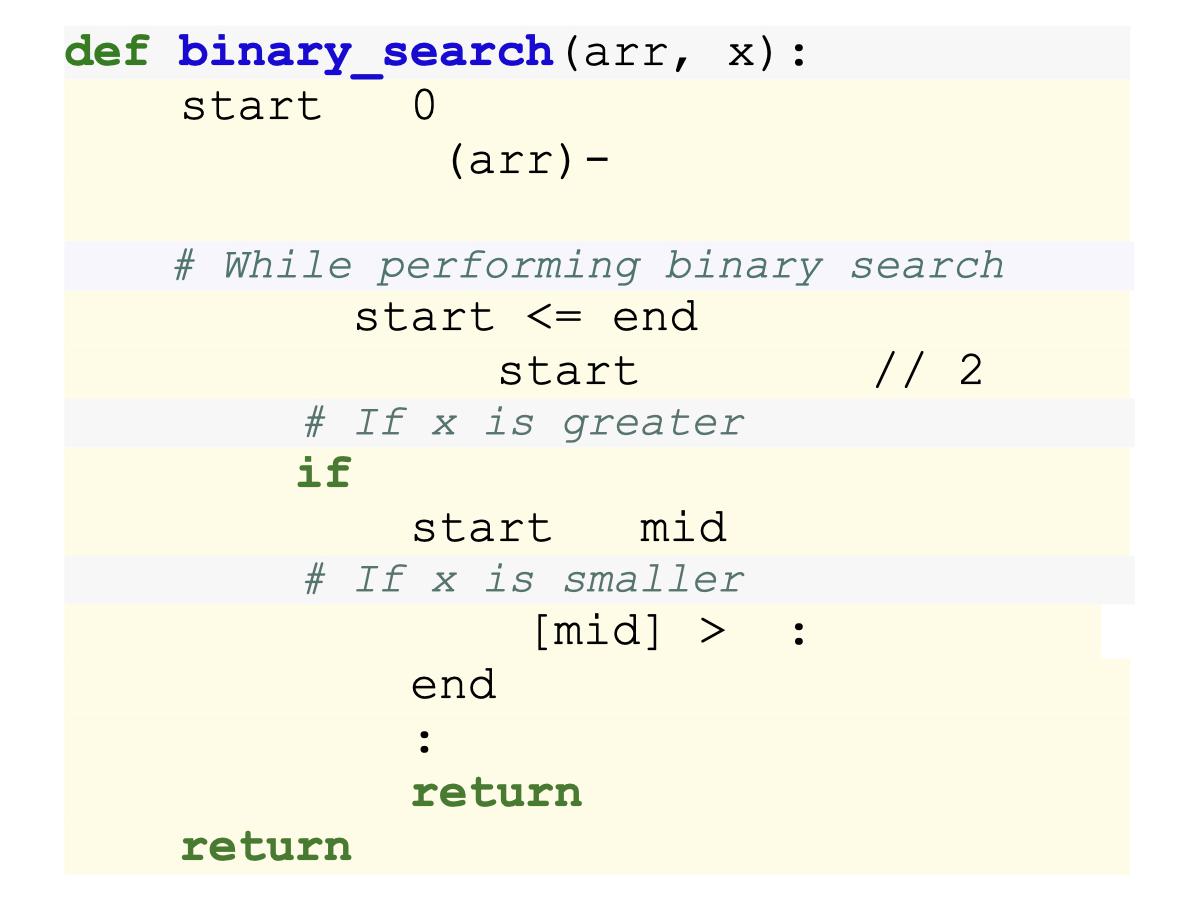 def binary_search(arr, x):
    start   0
             (arr)-
    # While performing binary search
          start <= end
               start        // 2
        # If x is greater
        if
            start   mid
        # If x is smaller
                [mid] >  :
            end
            :
            return
    return